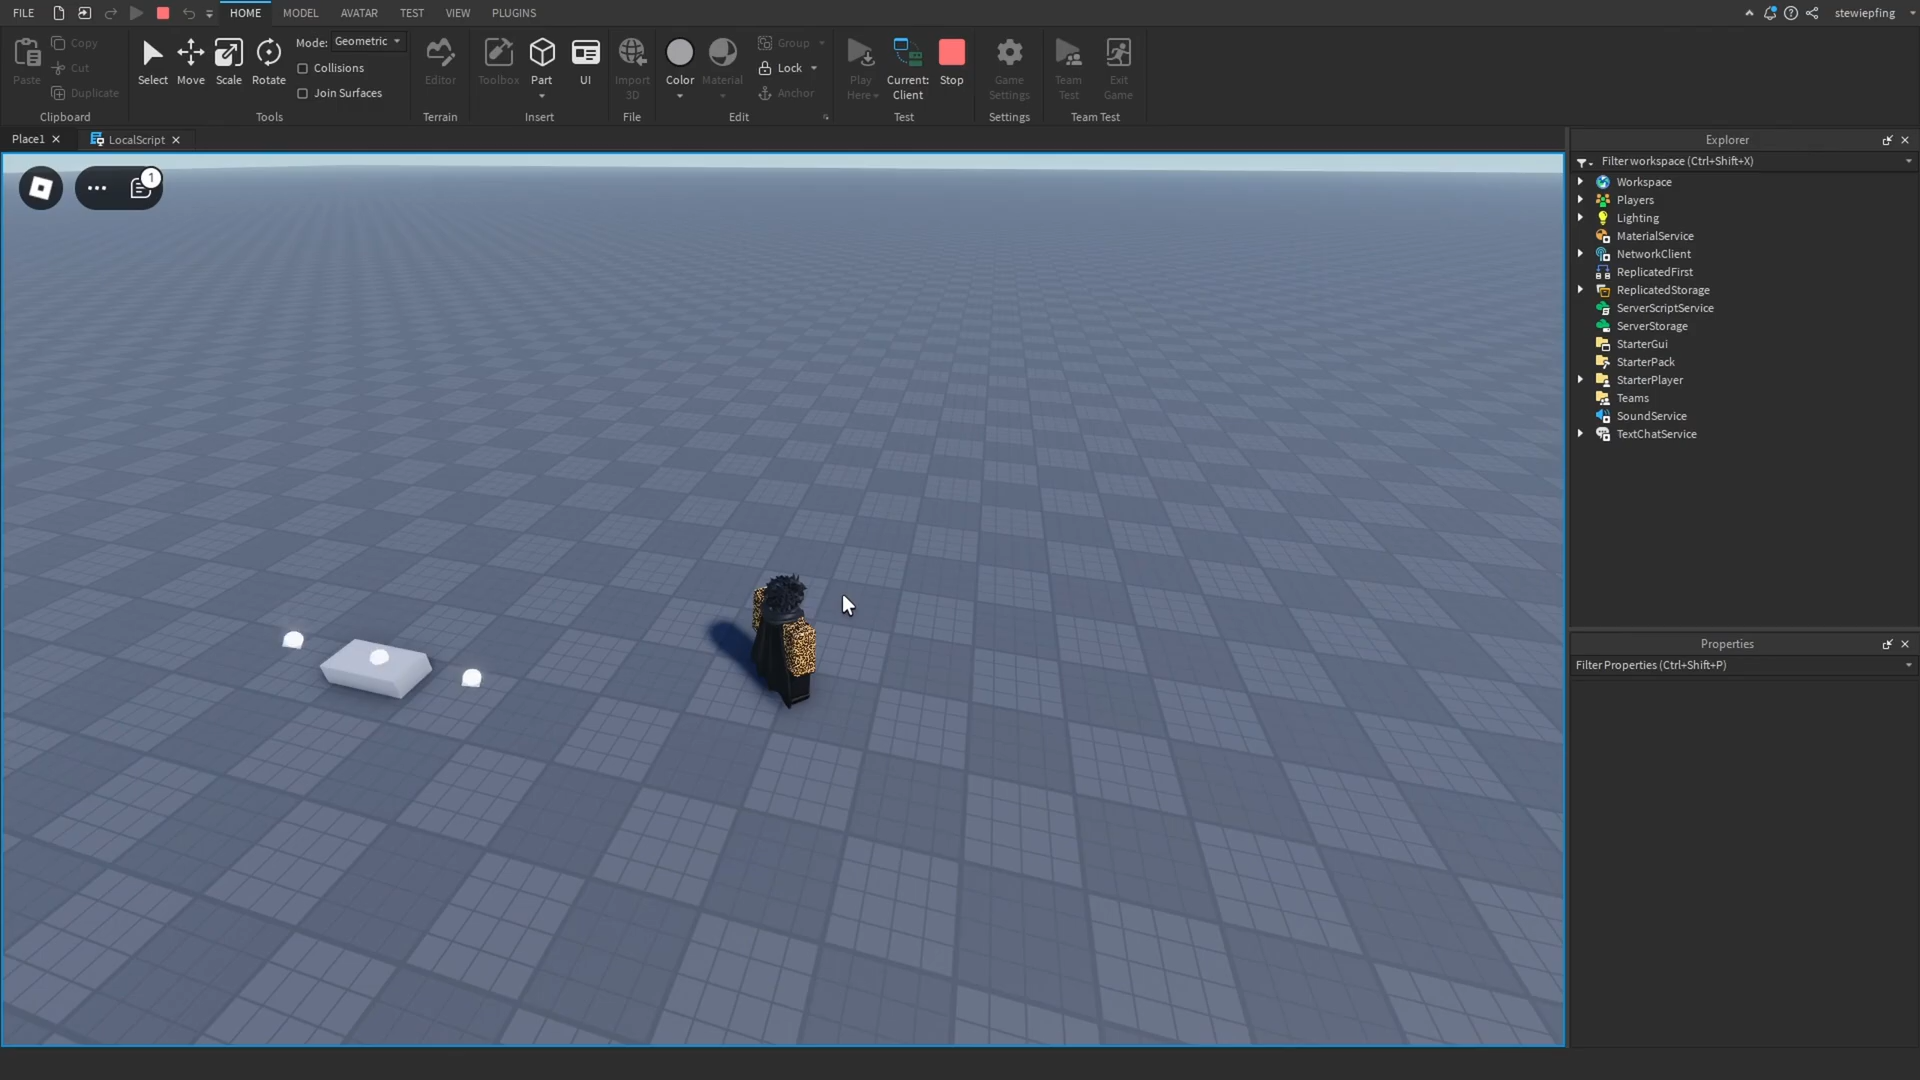 FILE HOME MODEL AVATAR TEST VIEW PLUGINS stewiepfing
Paste
Copy
Cut
Duplicate
Clipboard
Select Move Scale Rotate
Mode: Geometric
Collisions
Join Surfaces
Tools
Editor
Terrain
Toolbox Part UI
Insert
Import
3D
File
Color Material
Group
Lock
Anchor
Edit
Play
Here
Current:
Client
Stop
Test
Game
Settings
Settings
Team
Test
Exit
Game
Team Test
Place1 LocalScript
1
Explorer
Filter workspace (Ctrl+Shift+X)
Workspace
Players
Lighting
MaterialService
NetworkClient
ReplicatedFirst
ReplicatedStorage
ServerScriptService
ServerStorage
StarterGui
StarterPack
StarterPlayer
Teams
SoundService
TextChatService
Properties
Filter Properties (Ctrl+Shift+P)